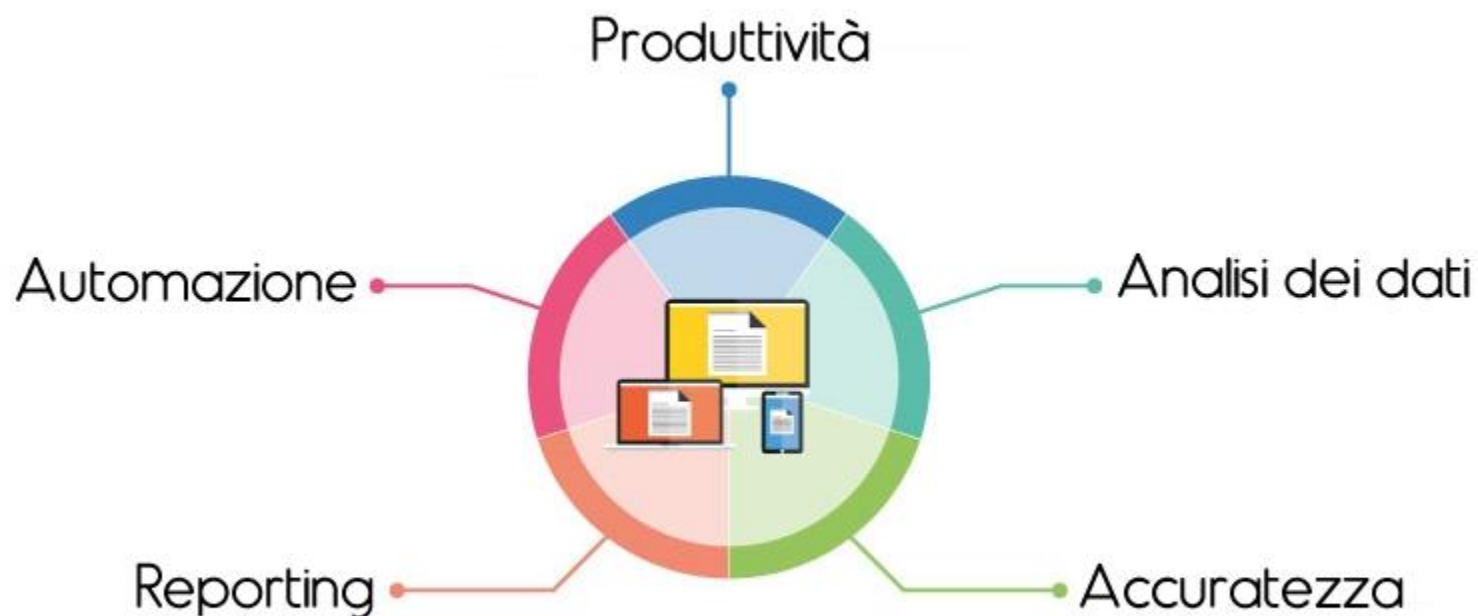 Produttività
Automazione
Analisi dei dati
Reporting
Accuratezza